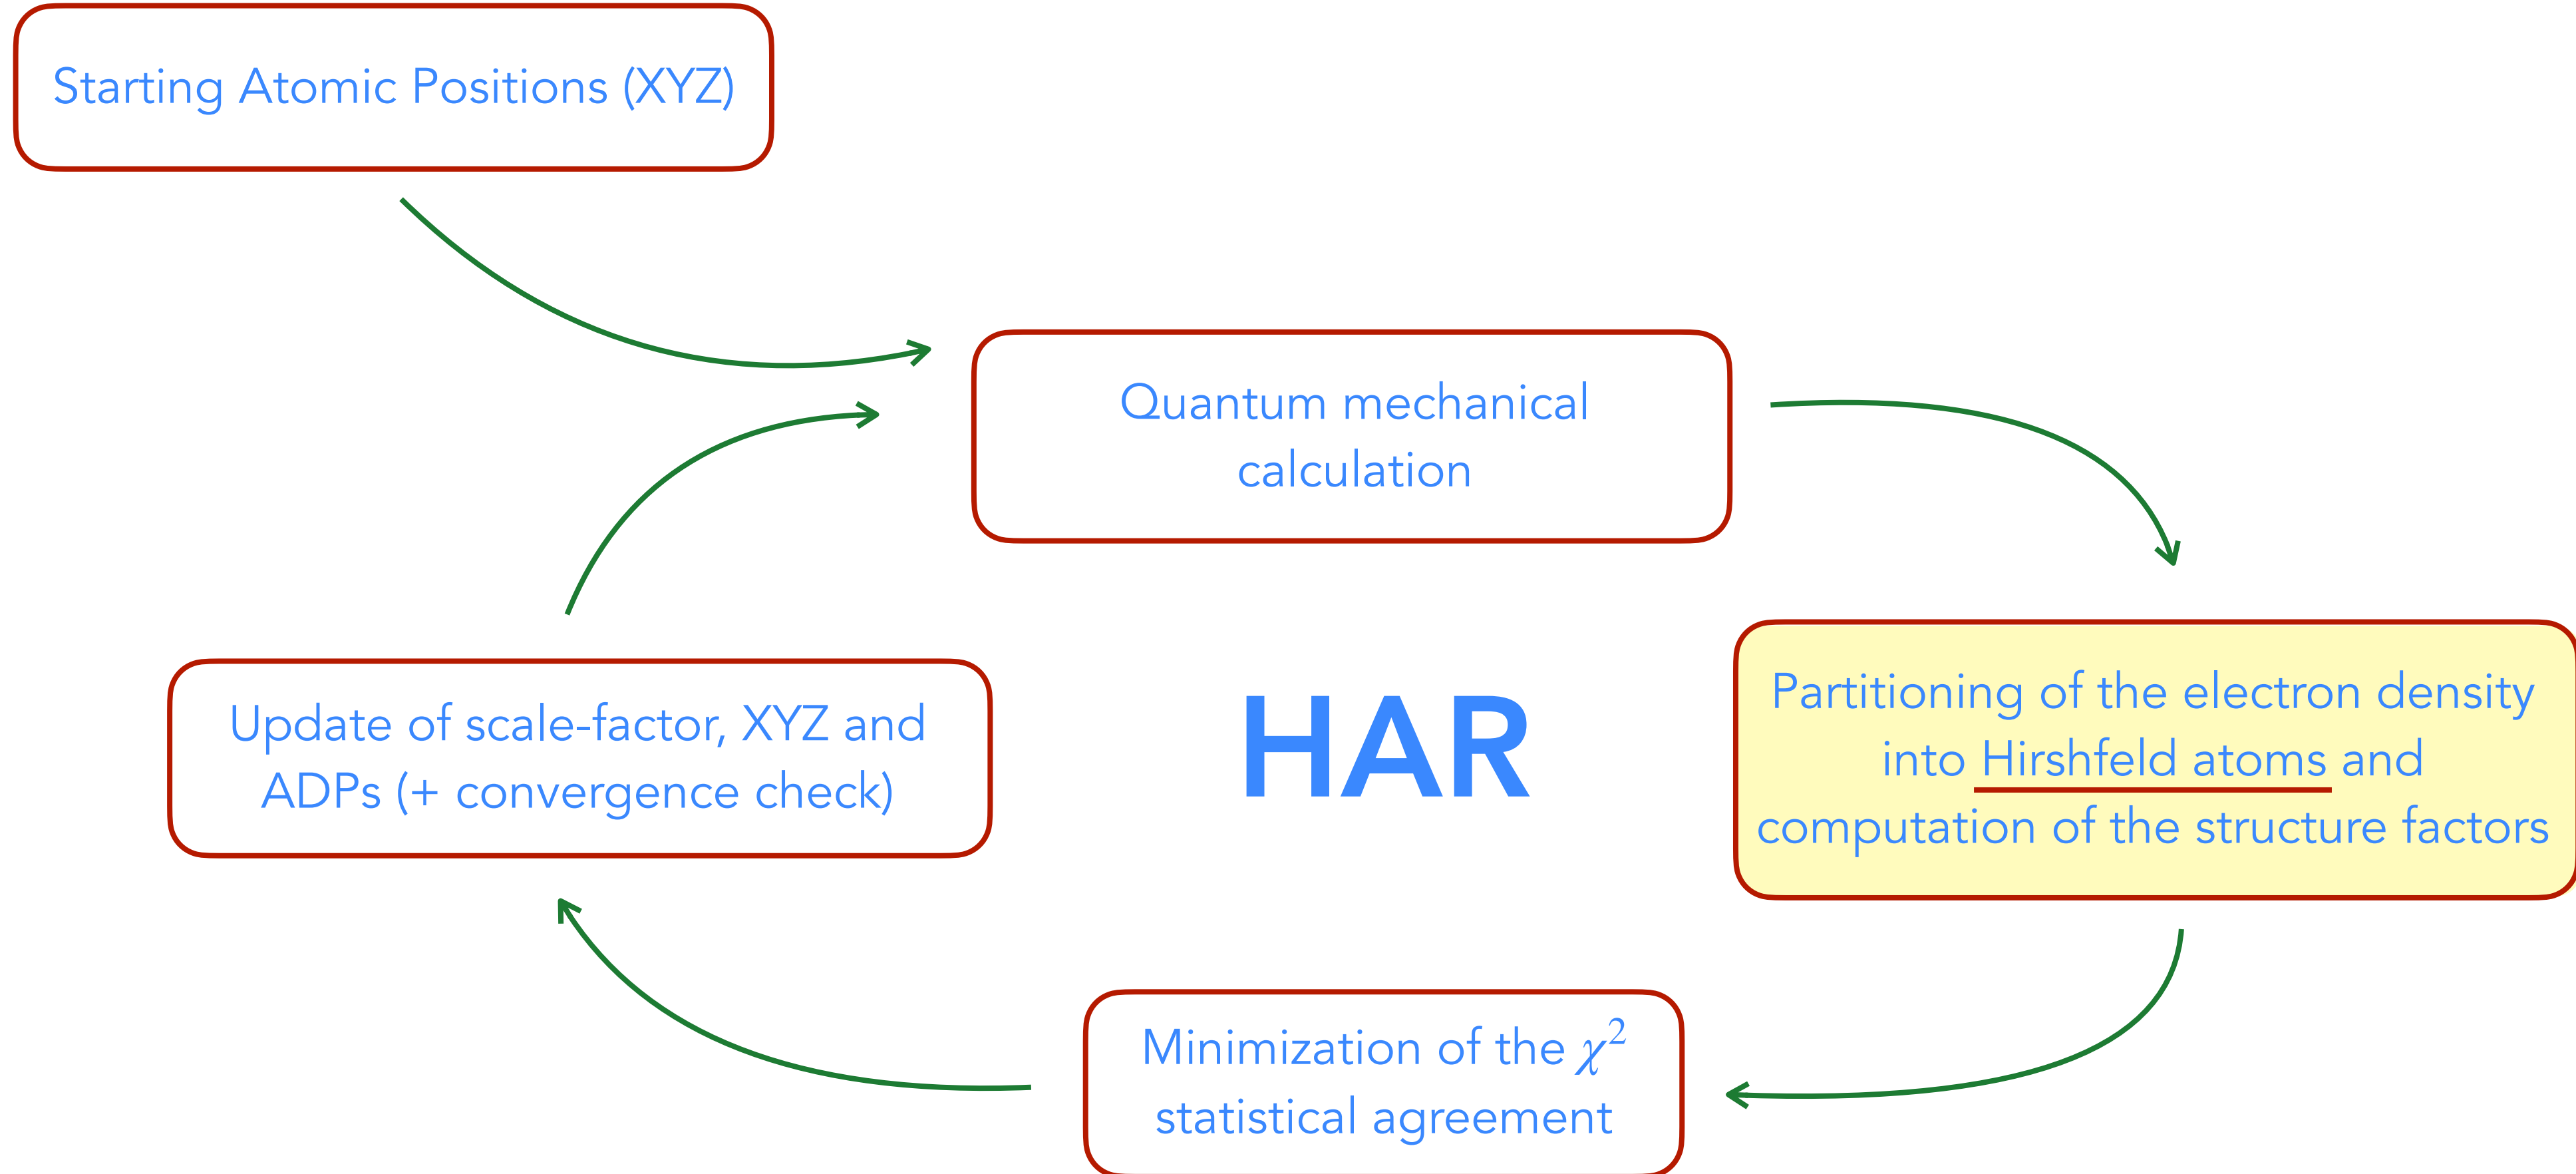 Starting Atomic Positions (XYZ)
Quantum mechanical
calculation
Partitioning of the electron density
into Hirshfeld atoms and
computation of the structure factors
Minimization of the χ²
statistical agreement
Update of scale-factor, XYZ and
ADPs (+ convergence check)
HAR